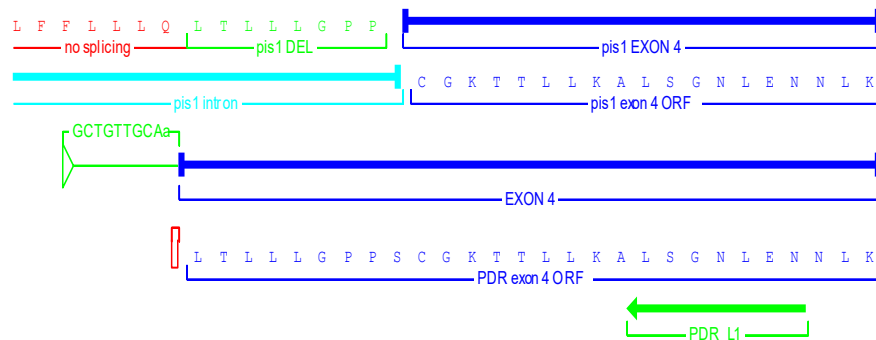 L F F L L L Q L T L L L G P P
no splicing pis1 DEL pis1 EXON 4
C G K T T L L K A L S G N L E N N L K
pis1 intron pis1 exon 4 ORF
GCTGTTGCAa
EXON 4
L T L L L G P P S C G K T T L L K A L S G N L E N N L K
PDR exon 4 ORF
PDR L1